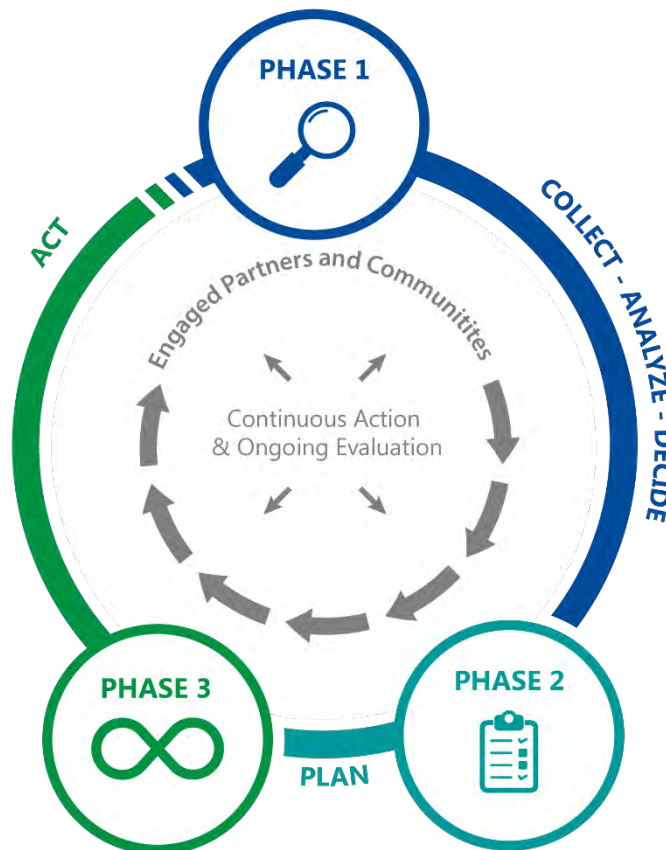 PHASE 1
COLLECT - ANALYZE - DECIDE
ACT
Engaged Partners and Communitites
Continuous Action
& Ongoing Evaluation
PHASE 3
PHASE 2
PLAN